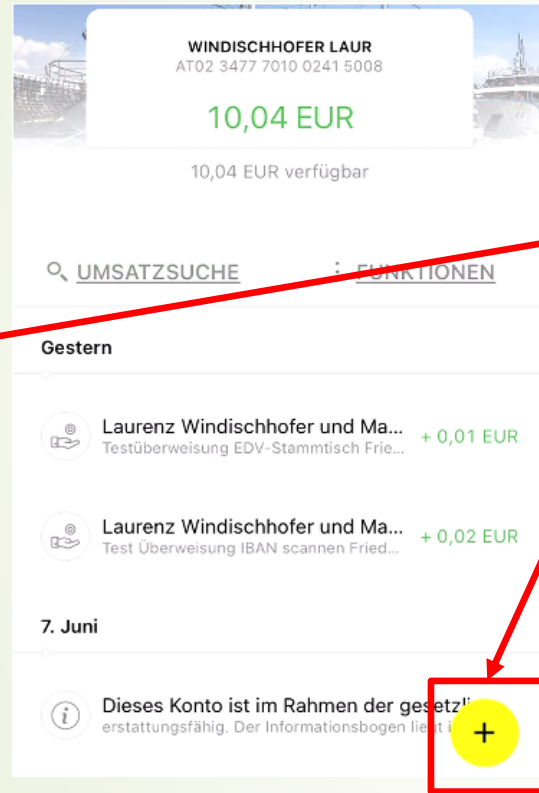 WINDISCHHOFER LAUR
AT02 3477 7010 0241 5008
10,04 EUR
10,04 EUR verfügbar
UMSATZSUCHE
FUNKTIONEN
Gestern
Laurenz Windischhofer und Ma...
+ 0,01 EUR
Testüberweisung EDV-Stammtisch Frie...
Laurenz Windischhofer und Ma...
+ 0,02 EUR
Test Überweisung IBAN scannen Fried...
7. Juni
Dieses Konto ist im Rahmen der gesetzli
erstattungsfähig. Der Informationsbogen liegt i
+